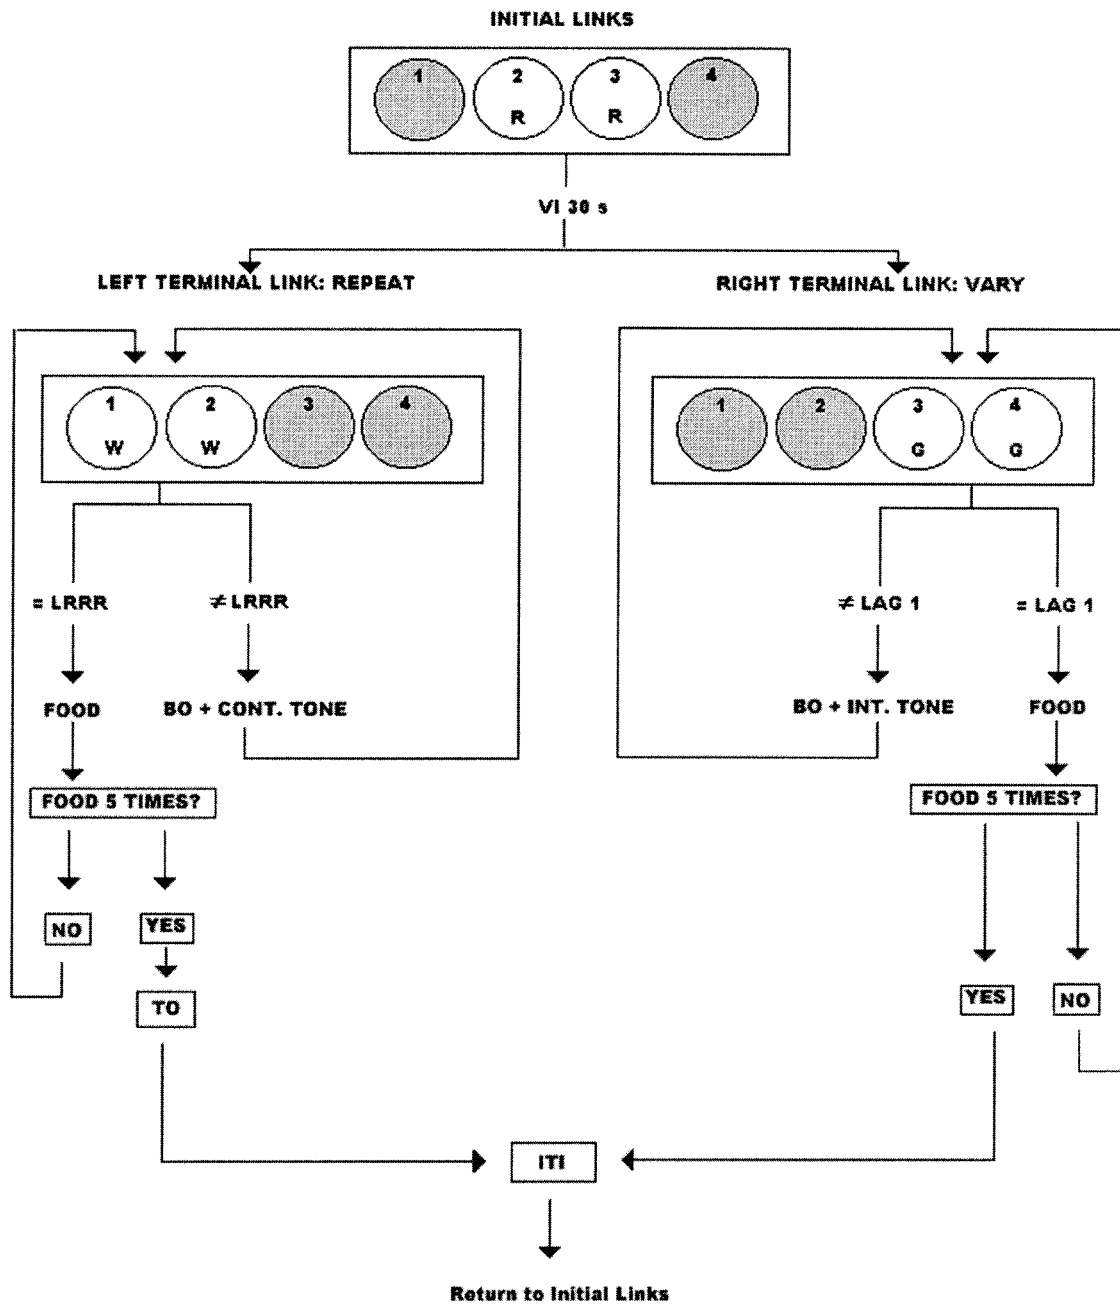 INITIAL LINKS
1 2 3 4
R R
VI 30 s
LEFT TERMINAL LINK: REPEAT
RIGHT TERMINAL LINK: VARY
1 2 3 4
W W
1 2 3 4
G G
= LRRR ≠ LRRR
≠ LAG 1 = LAG 1
FOOD BO + CONT. TONE
BO + INT. TONE FOOD
FOOD 5 TIMES?
FOOD 5 TIMES?
NO YES
TO
YES NO
ITI
Return to Initial Links